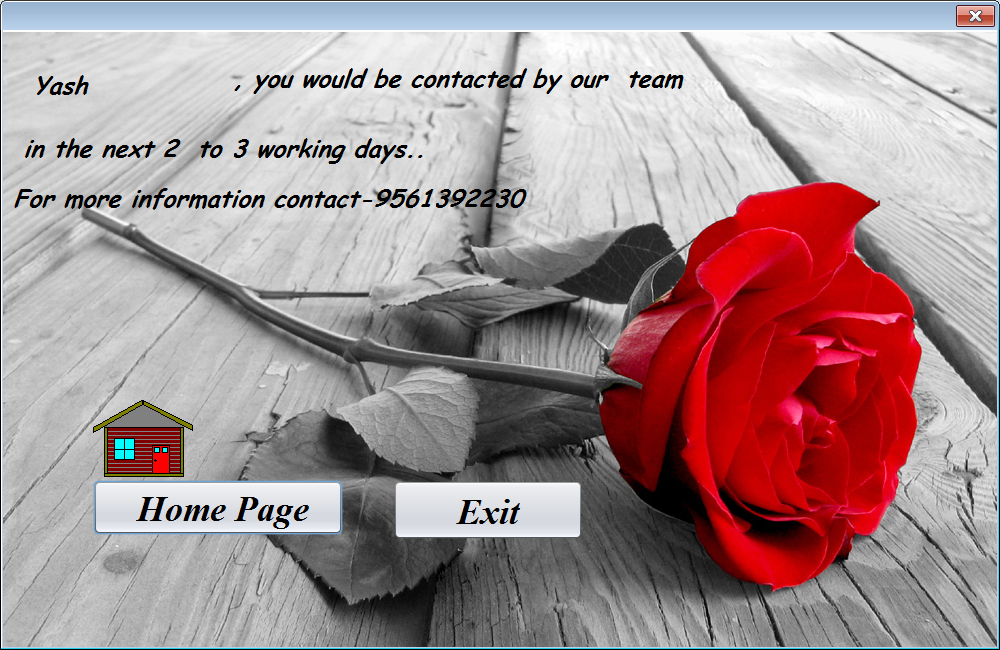 Yash , you would be contacted by our team
in the next 2 to 3 working days..
For more information contact-9561392230
Home Page Exit